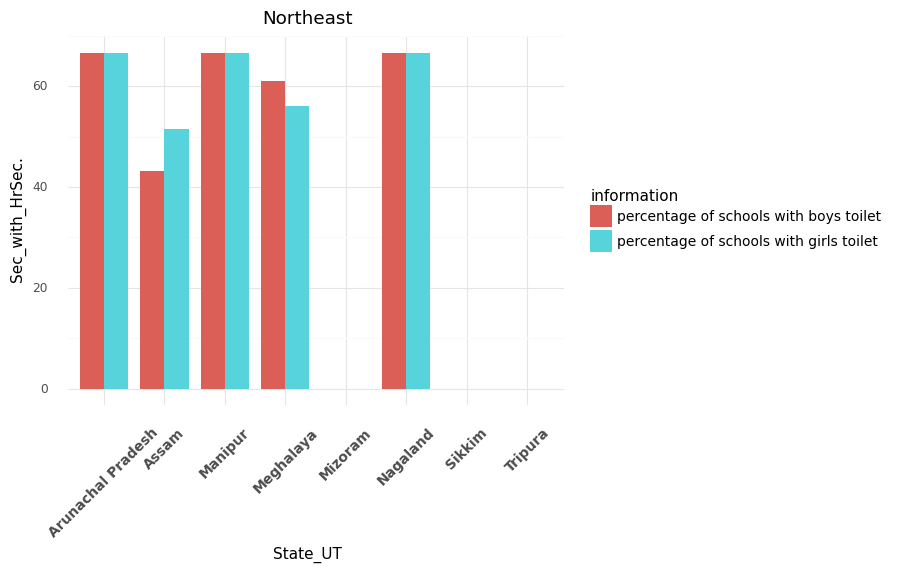 Northeast
Sec_with_HrSec.
60
40
20
0
Arunachal Pradesh
Assam
Manipur
Meghalaya
Mizoram
Nagaland
Sikkim
Tripura
State_UT
information
percentage of schools with boys toilet
percentage of schools with girls toilet